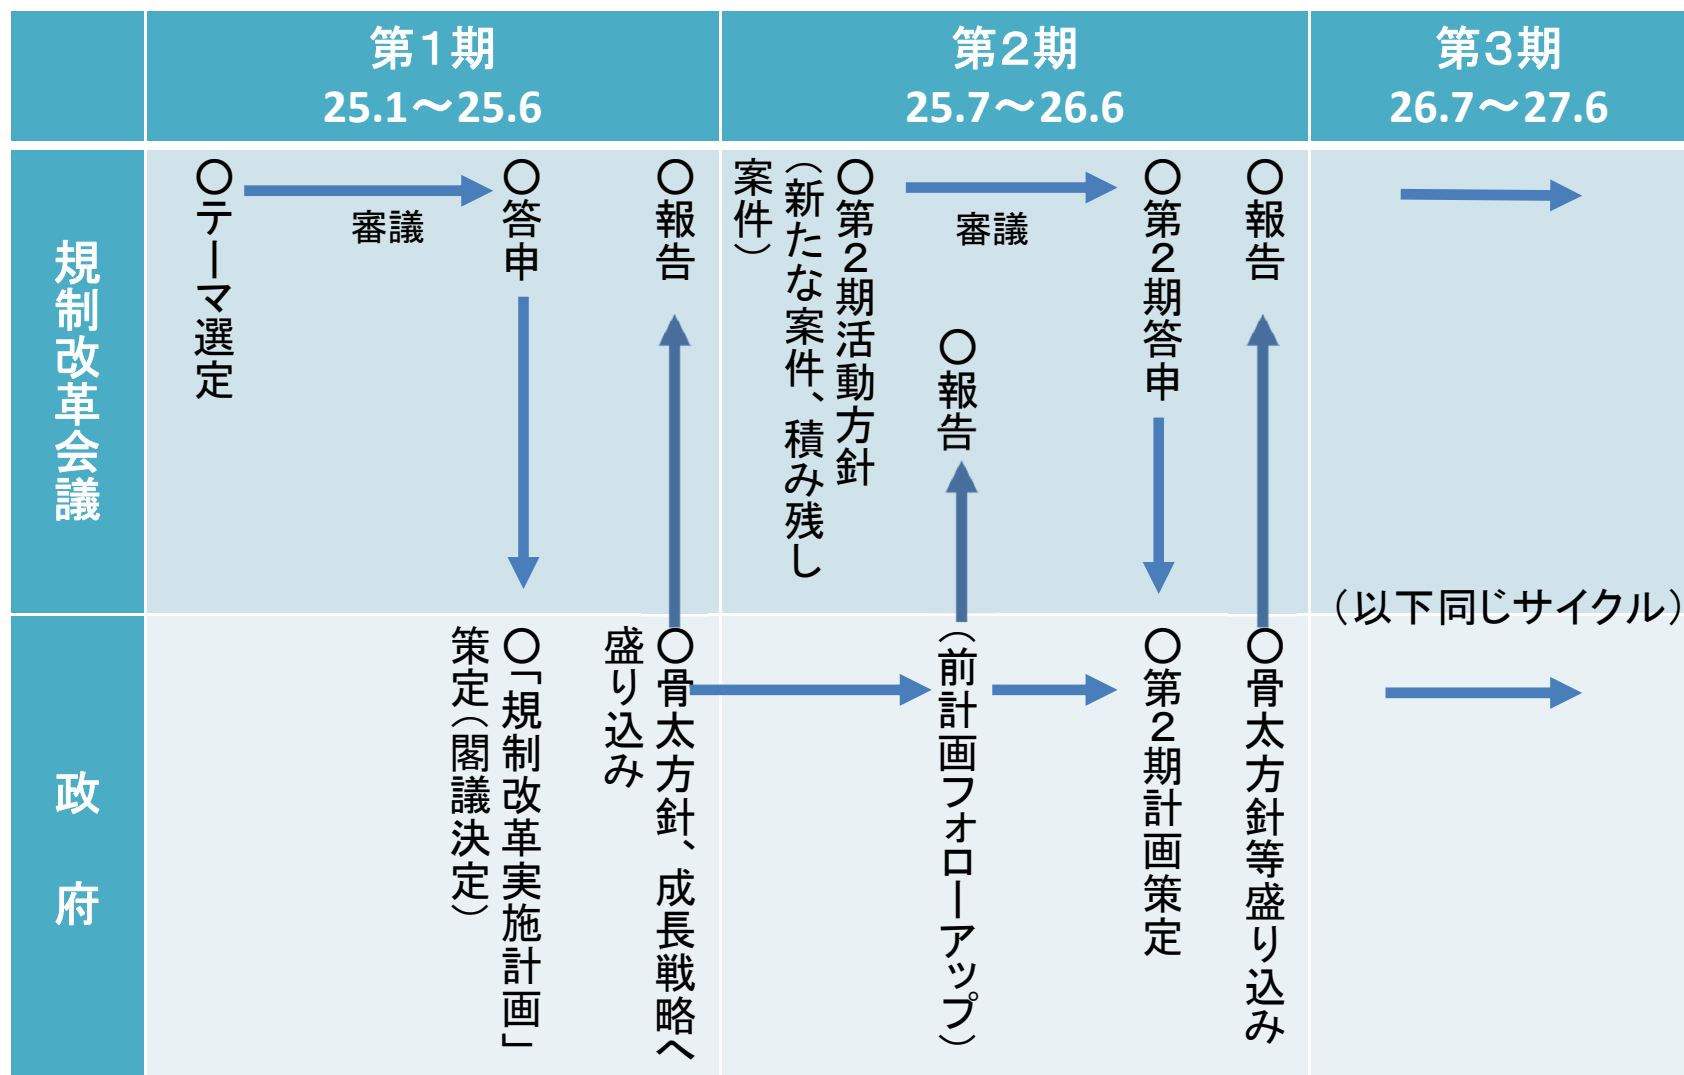 第１期
25.1～25.6
第２期
25.7～26.6
第３期
26.7～27.6
規制改革会議
○テーマ選定
審議
○答申
○報告
○第２期活動方針
（新たな案件、積み残し
案件）
審議
○報告
○第２期答申
○報告
（以下同じサイクル）
政府
○「規制改革実施計画」
策定（閣議決定）
○骨太方針、成長戦略へ
盛り込み
（前計画フォローアップ）
○第２期計画策定
○骨太方針等盛り込み